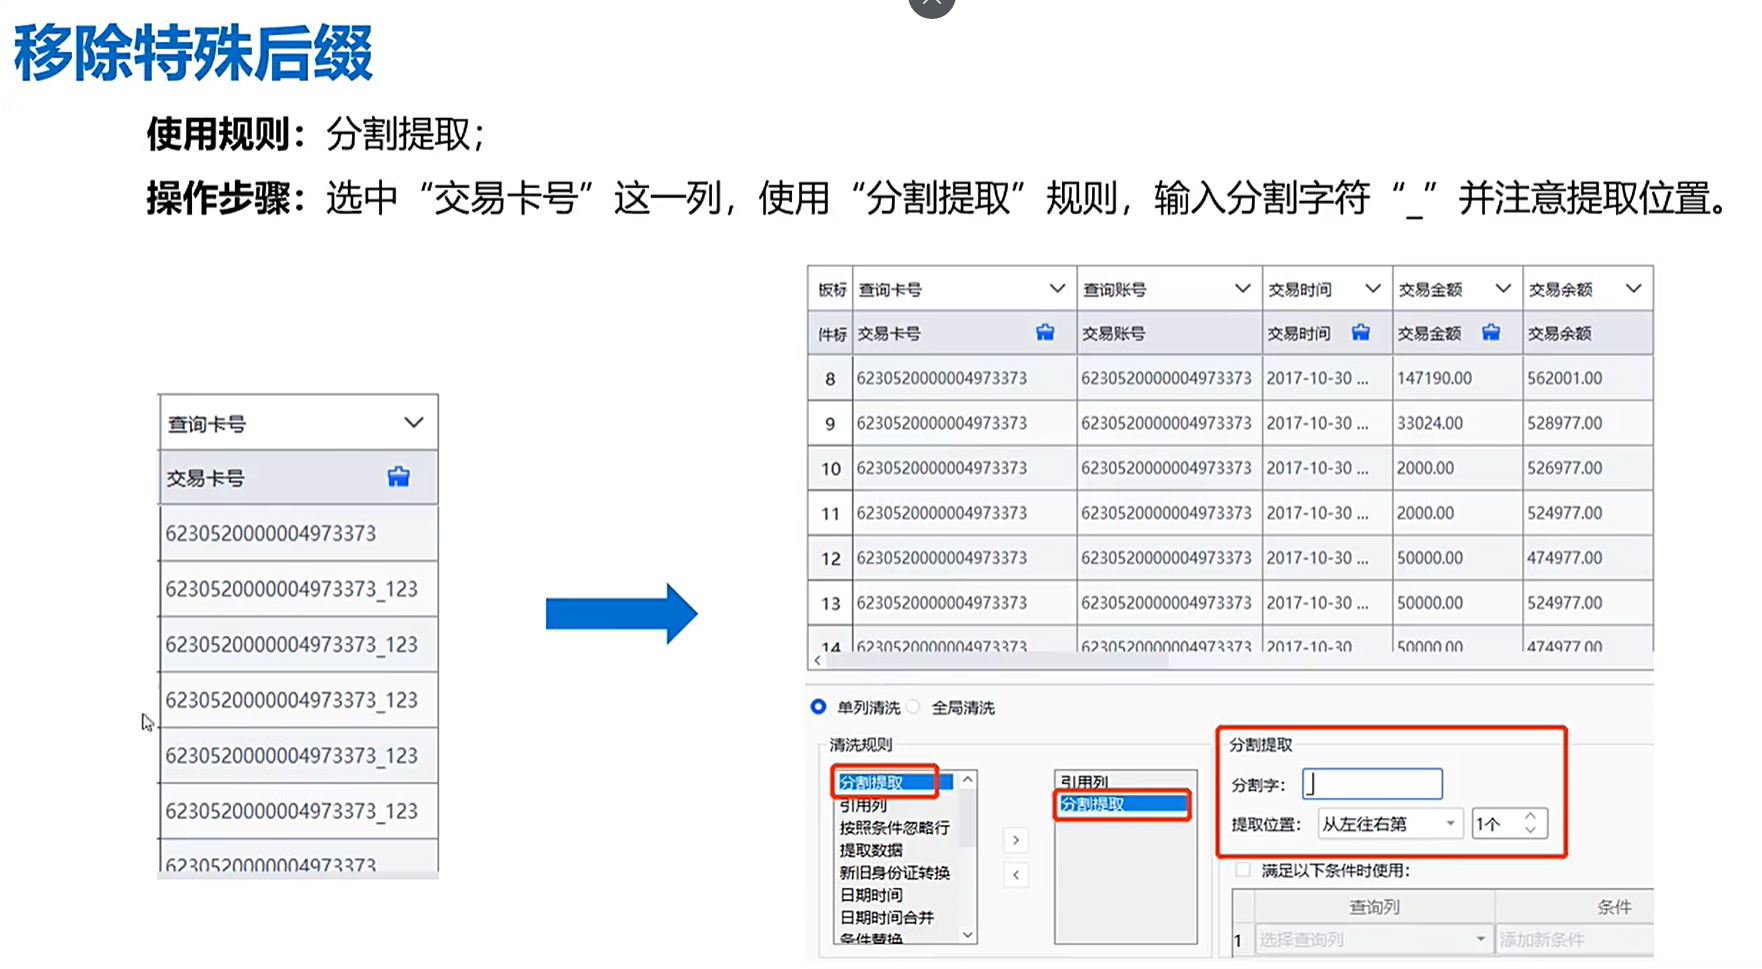 移除特殊后缀
使用规则：分割提取；
操作步骤：选中“交易卡号”这一列，使用“分割提取”规则，输入分割字符“_”并注意提取位置。
查询卡号
交易卡号
6230520000004973373
6230520000004973373_123
6230520000004973373_123
6230520000004973373_123
6230520000004973373_123
6230520000004973373_123
6230520000004973373
板标 查询卡号 查询账号 交易时间 交易金额 交易余额
件标 交易卡号 交易账号 交易时间 交易金额 交易余额
8 6230520000004973373 6230520000004973373 2017-10-30 ... 147190.00 562001.00
9 6230520000004973373 6230520000004973373 2017-10-30 ... 33024.00 528977.00
10 6230520000004973373 6230520000004973373 2017-10-30 ... 2000.00 526977.00
11 6230520000004973373 6230520000004973373 2017-10-30 ... 2000.00 524977.00
12 6230520000004973373 6230520000004973373 2017-10-30 ... 50000.00 474977.00
13 6230520000004973373 6230520000004973373 2017-10-30 ... 50000.00 524977.00
14 6230520000004973373 6230520000004973373 2017-10-30 50000.00 474977.00
单列清洗 全局清洗
清洗规则
分割提取
引用列
按照条件忽略行
提取数据
新旧身份证转换
日期时间
日期时间合并
条件替换
>
<
引用列
分割提取
分割提取
分割字： _
提取位置： 从左往右第 1个
满足以下条件时使用：
查询列 条件
1 选择查询列 添加新条件